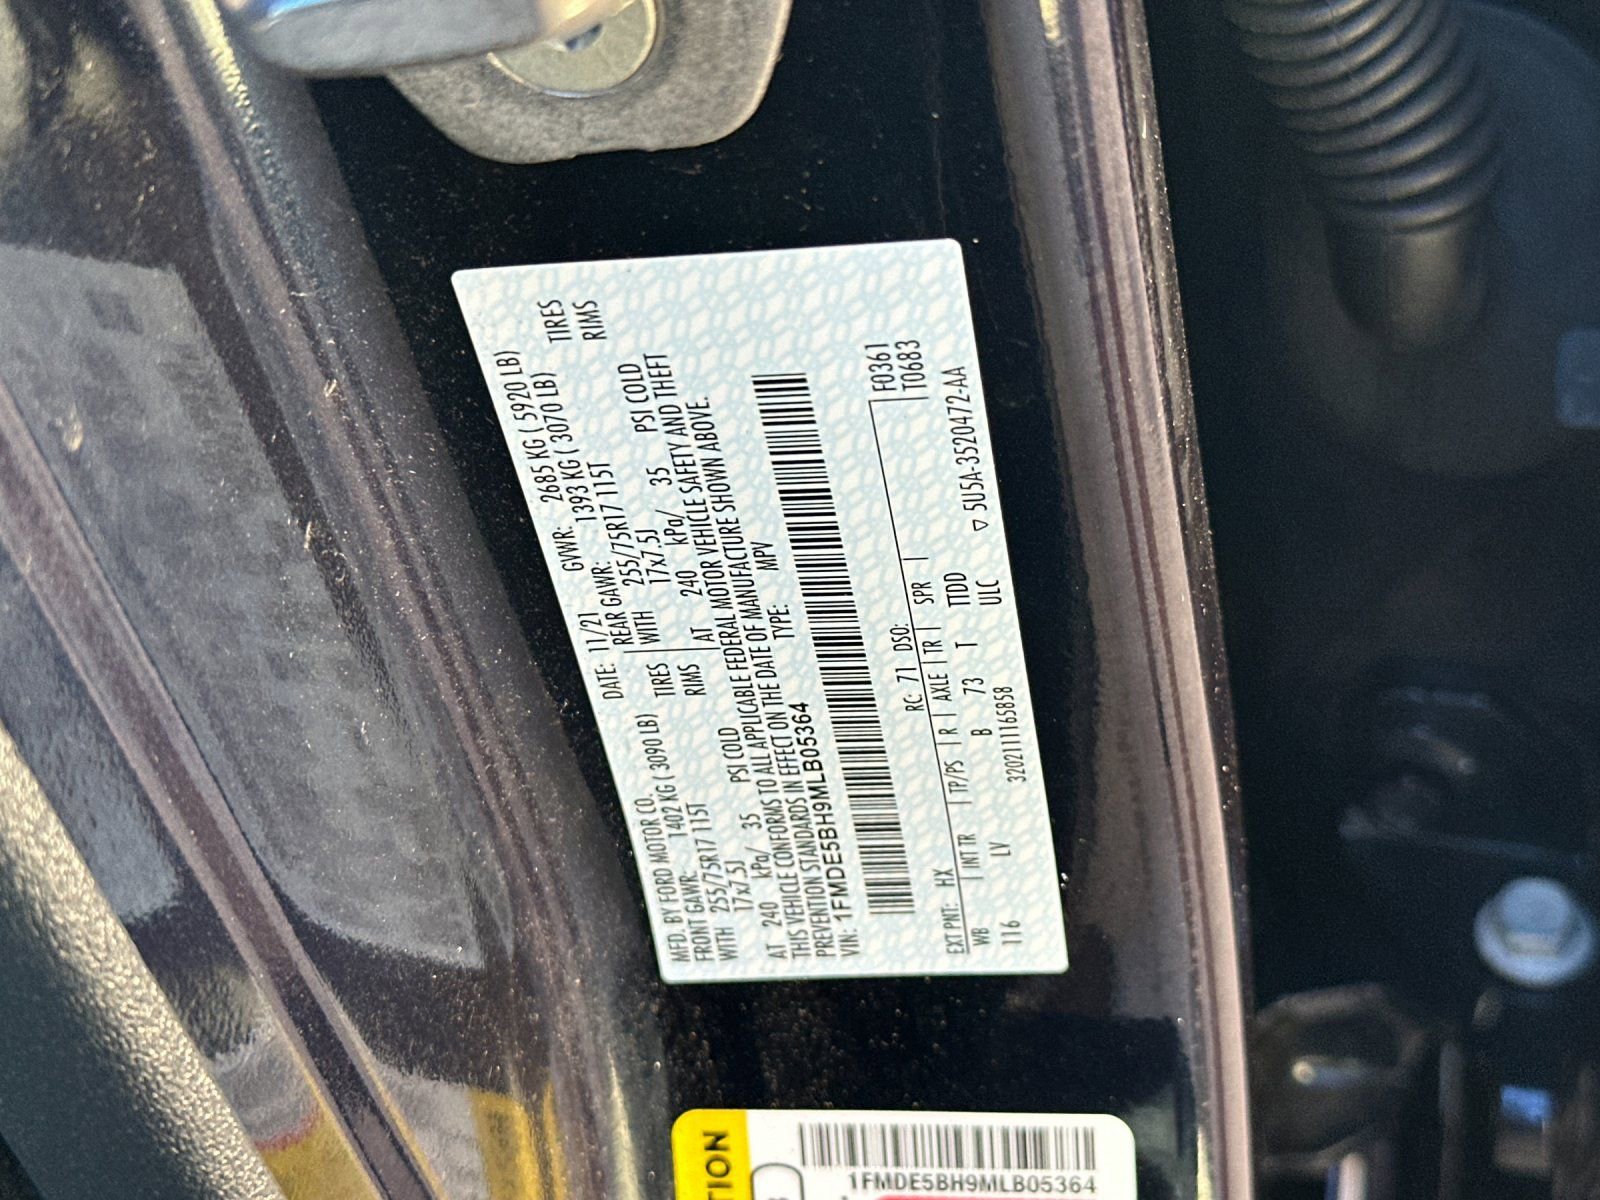 MFD. BY FORD MOTOR CO.
DATE: 11/21 GVWR: 2685 KG ( 5920 LB)
FRONT GAWR: 1402 KG ( 3090 LB) REAR GAWR: 1393 KG ( 3070 LB)
WITH 255/75R17 115T TIRES WITH 255/75R17 115T TIRES
17x7.5J RIMS 17x7.5J RIMS
AT 240 kPa/ 35 PSI COLD AT 240 kPa/ 35 PSI COLD
THIS VEHICLE CONFORMS TO ALL APPLICABLE FEDERAL MOTOR VEHICLE SAFETY AND THEFT
PREVENTION STANDARDS IN EFFECT ON THE DATE OF MANUFACTURE SHOWN ABOVE.
VIN: 1FMDE5BH9MLB05364 TYPE: MPV
F0361
T0683
EXT PNT: HX RC: 71 DSO:
WB INT TR TP/PS R AXLE TR SPR
116 LV B 73 T TTDD
320211116S858 ULC ▽ 5U5A-3520472-AA
TION
1FMDE5BH9MLB05364